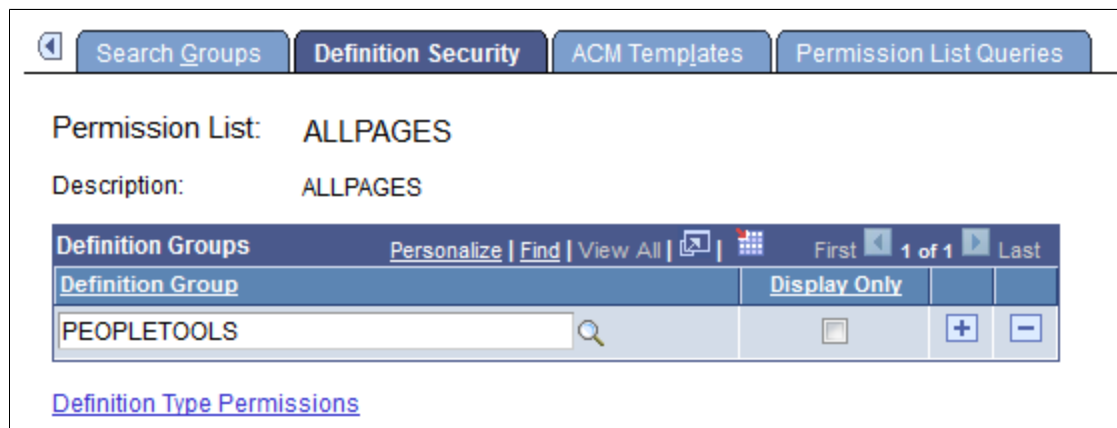 Search Groups Definition Security ACM Templates Permission List Queries
Permission List: ALLPAGES
Description: ALLPAGES
Definition Groups Personalize | Find | View All | | First 1 of 1 Last
Definition Group Display Only
PEOPLETOOLS
Definition Type Permissions